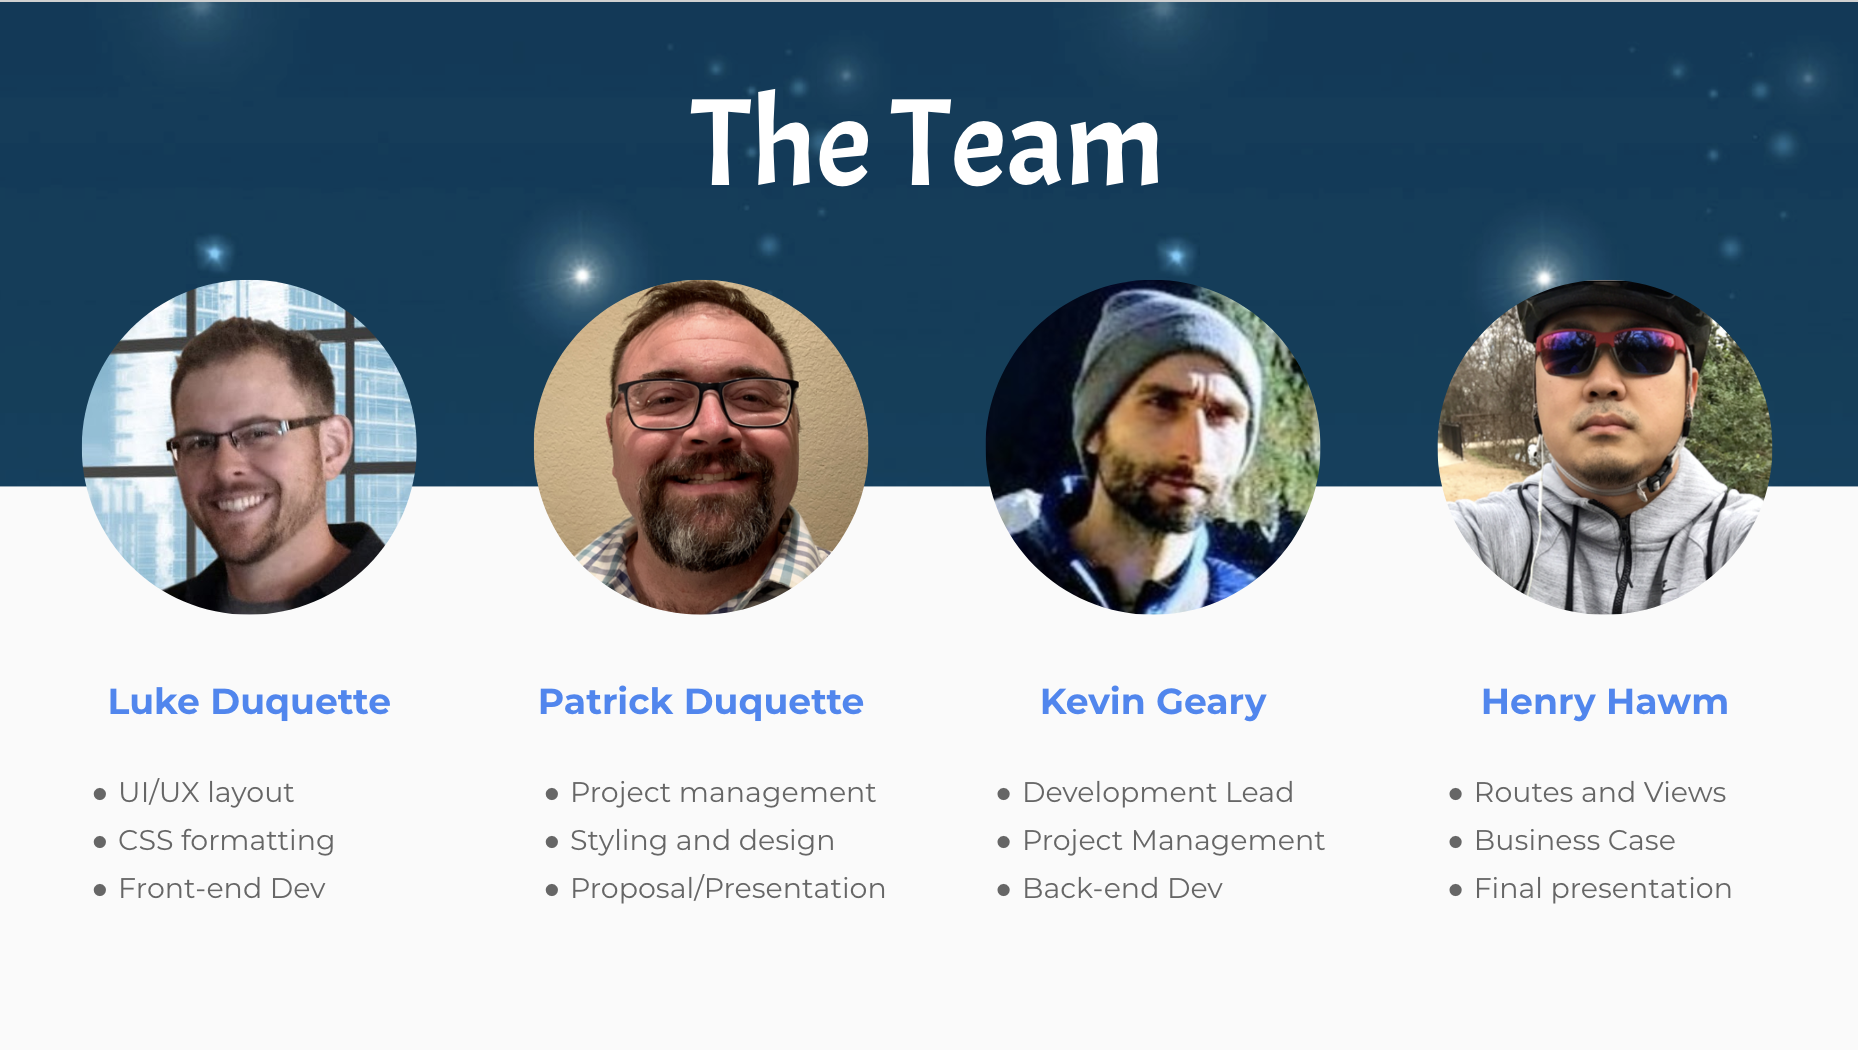 The Team
Luke Duquette
● UI/UX layout
● CSS formatting
● Front-end Dev
Patrick Duquette
● Project management
● Styling and design
● Proposal/Presentation
Kevin Geary
● Development Lead
● Project Management
● Back-end Dev
Henry Hawm
● Routes and Views
● Business Case
● Final presentation